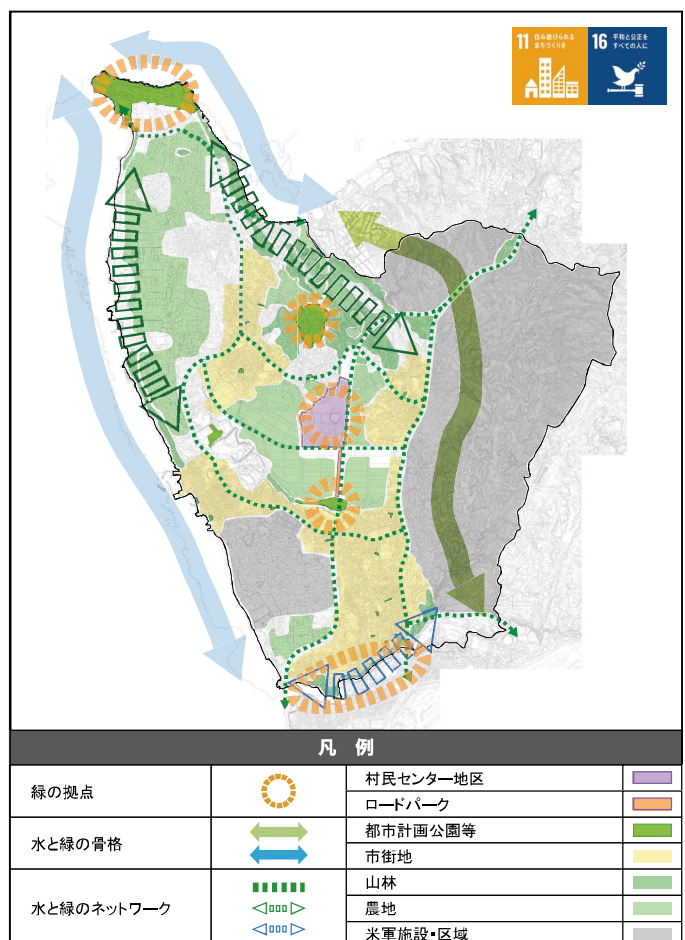 11 住み続けられる
まちづくりを
16 平和と公正を
すべての人に
凡 例
緑の拠点
村民センター地区
ロードパーク
水と緑の骨格
都市計画公園等
市街地
水と緑のネットワーク
山林
農地
米軍施設・区域